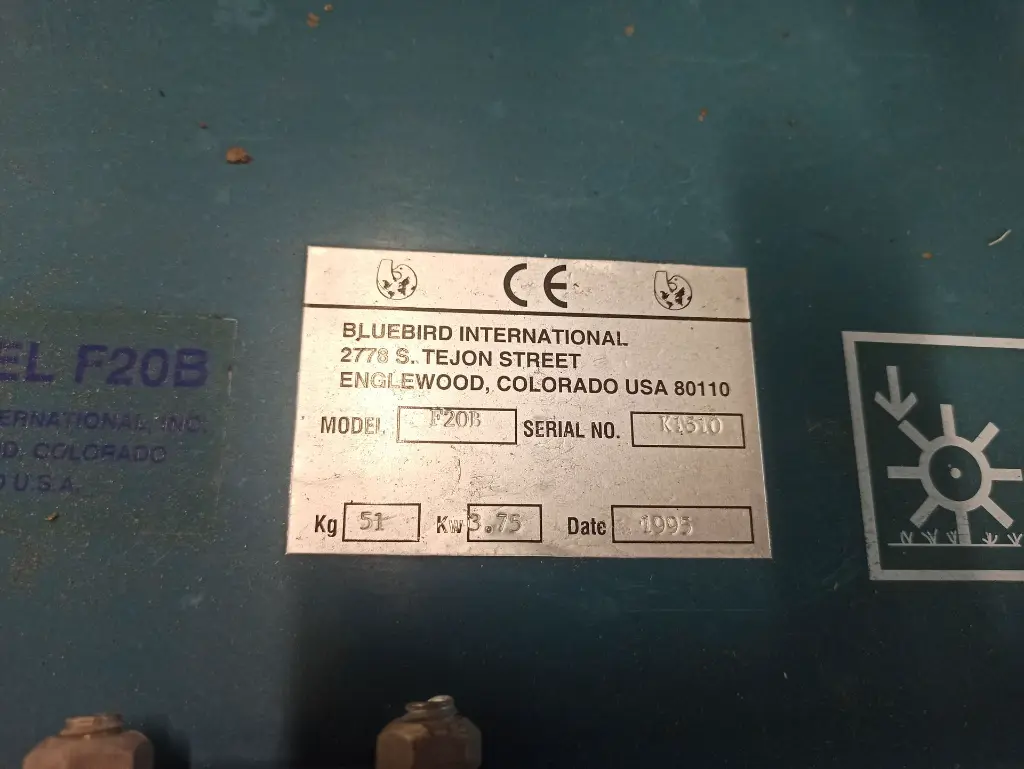 CE
BLUEBIRD INTERNATIONAL
2778 S. TEJON STREET
ENGLEWOOD, COLORADO USA 80110
MODEL F20B SERIAL NO. K1510
Kg 51 Kw 3.75 Date 1995
EL F20B
ERNATIONAL, INC.
D, COLORADO
U.S.A.